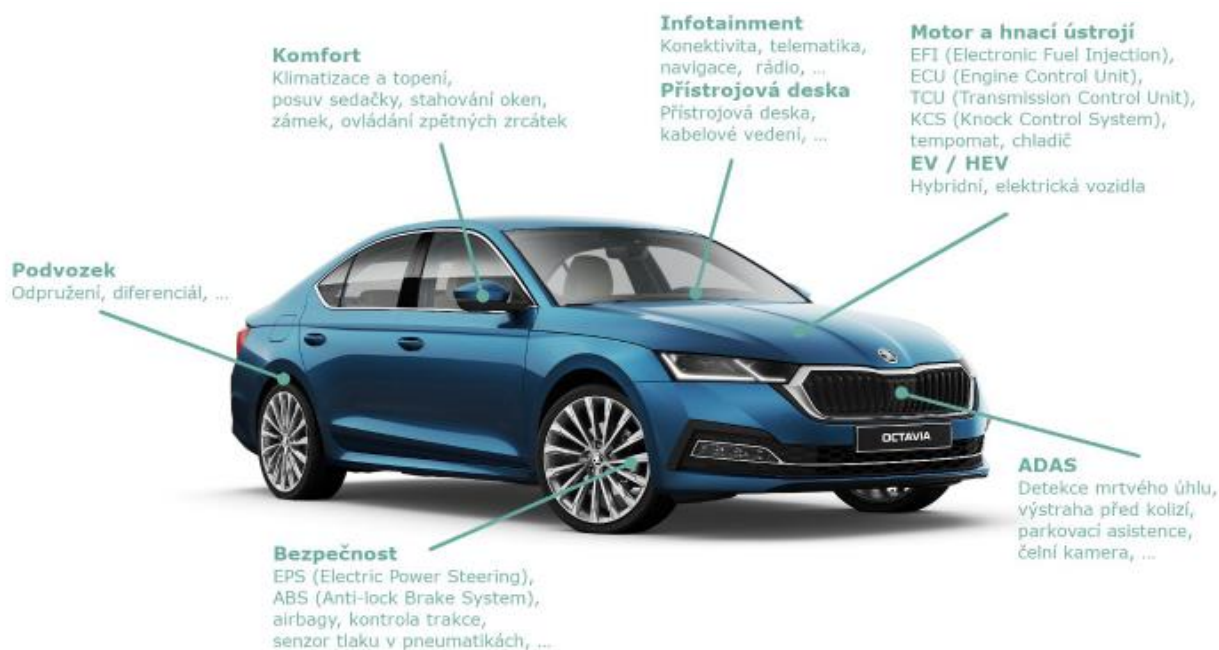 Komfort
Klimatizace a topení,
posuv sedačky, stahování oken,
zámek, ovládání zpětných zrcátek
Infotainment
Konektivita, telematika,
navigace, rádio, ...
Přístrojová deska
Přístrojová deska,
kabelové vedení, ...
Motor a hnací ústrojí
EFI (Electronic Fuel Injection),
ECU (Engine Control Unit),
TCU (Transmission Control Unit),
KCS (Knock Control System),
tempomat, chladič
EV / HEV
Hybridní, elektrická vozidla
Podvozek
Odpružení, diferenciál, ...
OCTAVIA
ADAS
Detekce mrtvého úhlu,
výstraha před kolizí,
parkovací asistence,
čelní kamera, ...
Bezpečnost
EPS (Electric Power Steering),
ABS (Anti-lock Brake System),
airbagy, kontrola trakce,
senzor tlaku v pneumatikách, ...